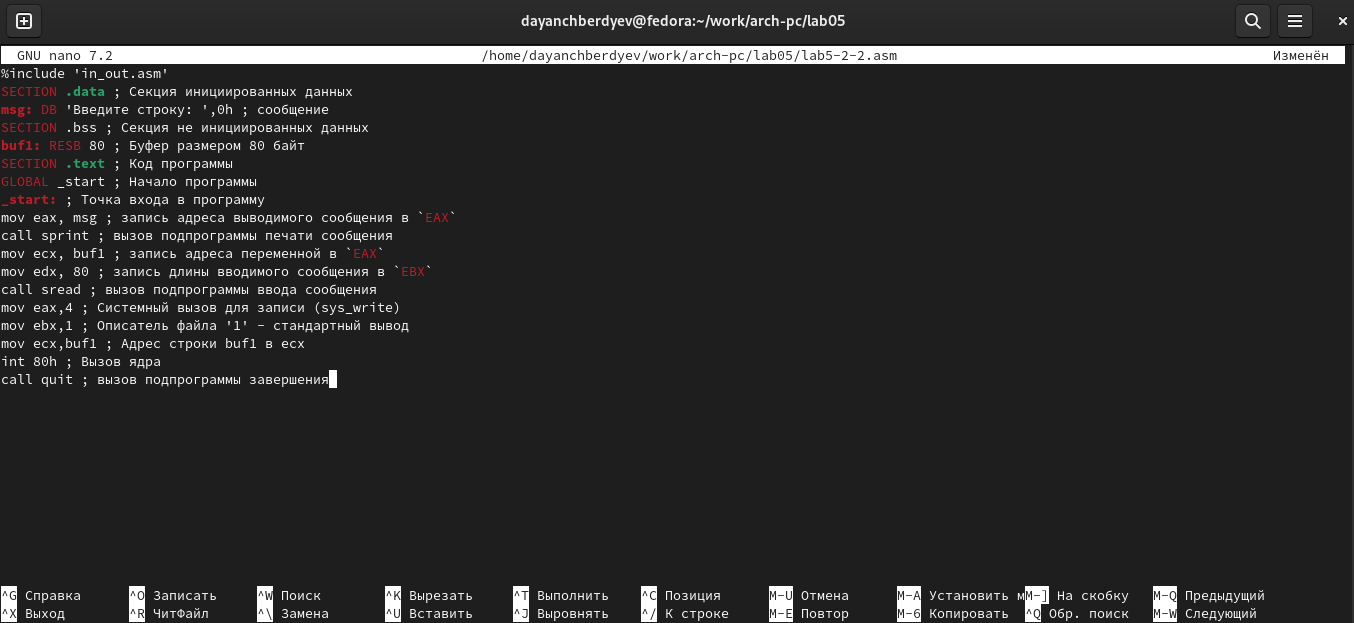 dayanchberdyev@fedora:~/work/arch-pc/lab05
GNU nano 7.2 /home/dayanchberdyev/work/arch-pc/lab05/lab5-2-2.asm Изменён
%include 'in_out.asm'
SECTION .data ; Секция инициированных данных
msg: DB 'Введите строку: ',0h ; сообщение
SECTION .bss ; Секция не инициированных данных
buf1: RESB 80 ; Буфер размером 80 байт
SECTION .text ; Код программы
GLOBAL _start ; Начало программы
_start: ; Точка входа в программу
mov eax, msg ; запись адреса выводимого сообщения в `EAX`
call sprint ; вызов подпрограммы печати сообщения
mov ecx, buf1 ; запись адреса переменной в `EAX`
mov edx, 80 ; запись длины вводимого сообщения в `EBX`
call sread ; вызов подпрограммы ввода сообщения
mov eax,4 ; Системный вызов для записи (sys_write)
mov ebx,1 ; Описатель файла '1' - стандартный вывод
mov ecx,buf1 ; Адрес строки buf1 в ecx
int 80h ; Вызов ядра
call quit ; вызов подпрограммы завершения
^G Справка ^O Записать ^W Поиск ^K Вырезать ^T Выполнить ^C Позиция M-U Отмена M-A Установить м M-] На скобку M-Q Предыдущий
^X Выход ^R ЧитФайл ^\ Замена ^U Вставить ^J Выровнять ^/ К строке M-E Повтор M-6 Копировать ^Q Обр. поиск M-W Следующий